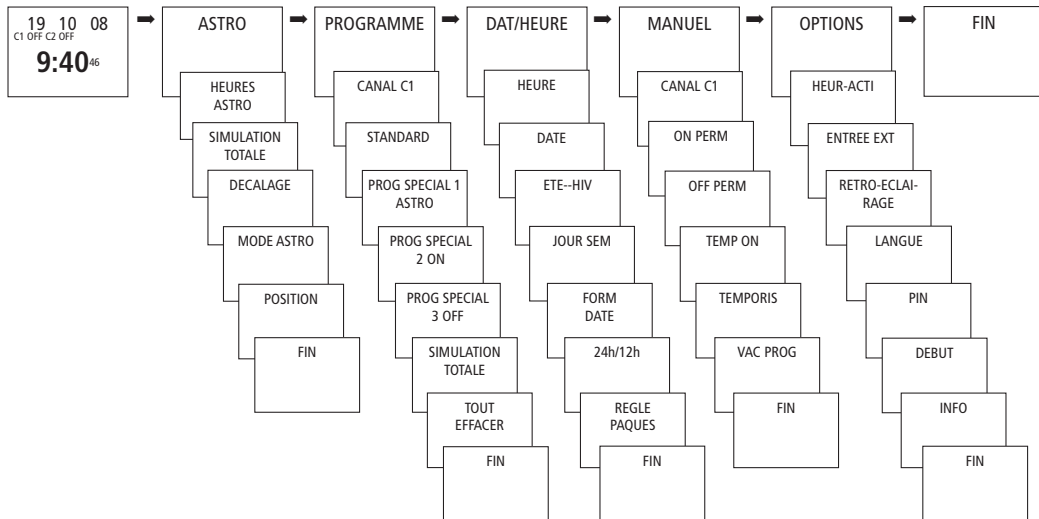 19 10 08
C1 OFF C2 OFF
9:40 46
ASTRO
HEURES
ASTRO
SIMULATION
TOTALE
DECALAGE
MODE ASTRO
POSITION
FIN
PROGRAMME
CANAL C1
STANDARD
PROG SPECIAL 1
ASTRO
PROG SPECIAL
2 ON
PROG SPECIAL
3 OFF
SIMULATION
TOTALE
TOUT
EFFACER
FIN
DAT/HEURE
HEURE
DATE
ETE--HIV
JOUR SEM
FORM
DATE
24h/12h
REGLE
PAQUES
FIN
MANUEL
CANAL C1
ON PERM
OFF PERM
TEMP ON
TEMPORIS
VAC PROG
FIN
OPTIONS
HEUR-ACTI
ENTREE EXT
RETRO-ECLAI-
RAGE
LANGUE
PIN
DEBUT
INFO
FIN
FIN